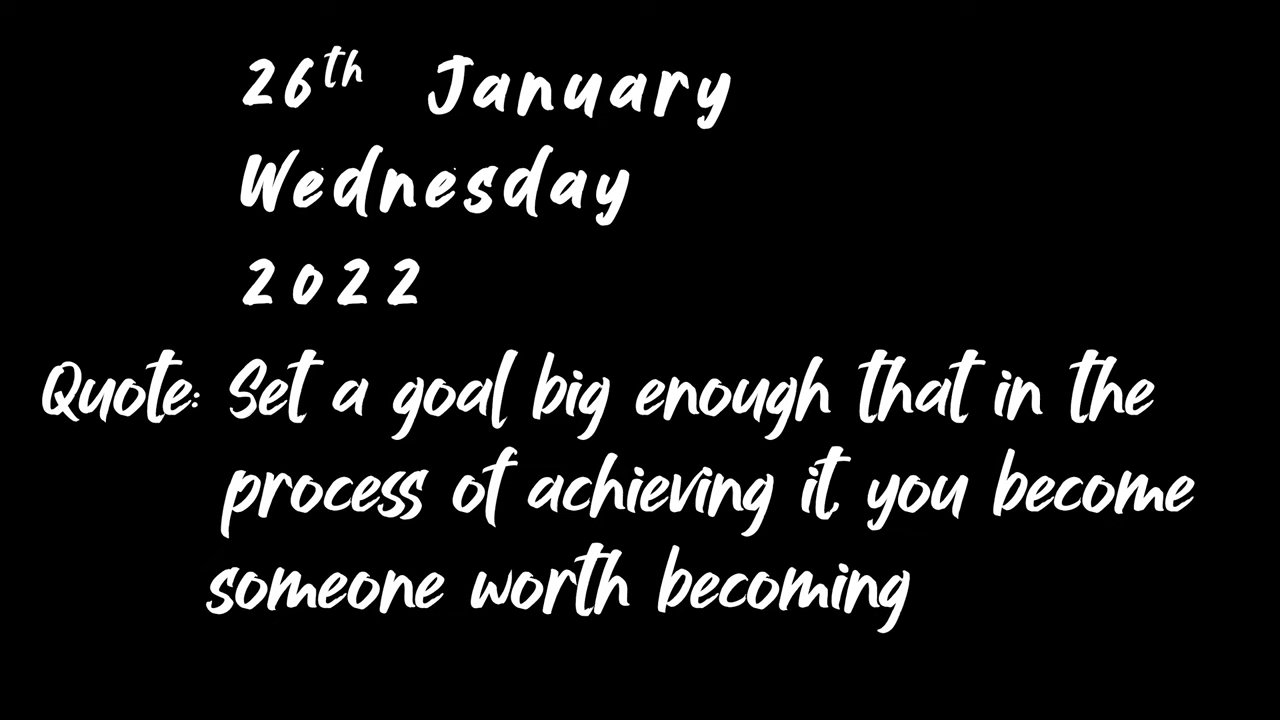 26th January
Wednesday
2022
Quote: Set a goal big enough that in the
process of achieving it, you become
someone worth becoming